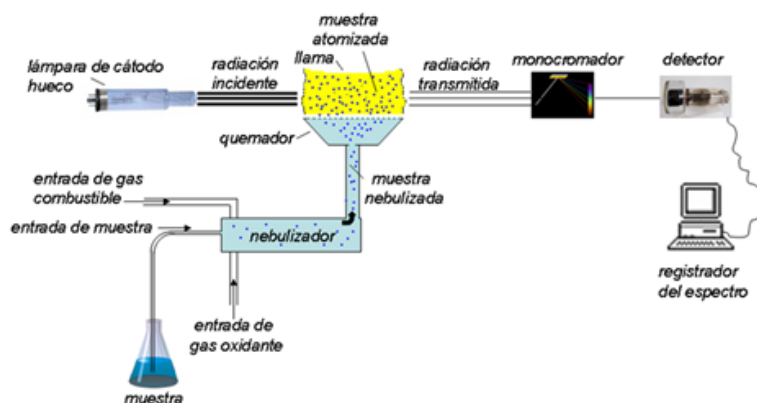 lámpara de cátodo
hueco
radiación
incidente
muestra
atomizada
llama
radiación
transmitida
monocromador
detector
quemador
muestra
nebulizada
entrada de gas
combustible
entrada de muestra
nebulizador
entrada de
gas oxidante
muestra
registrador
del espectro